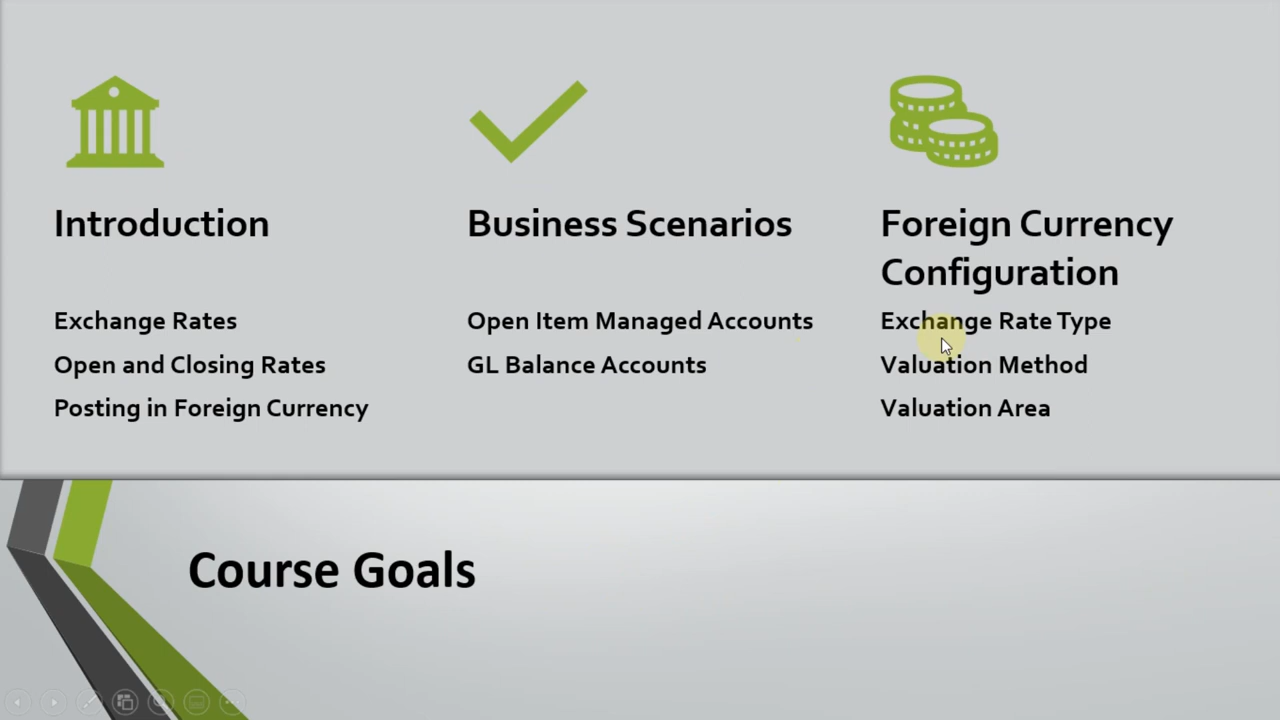 Introduction
Exchange Rates
Open and Closing Rates
Posting in Foreign Currency
Business Scenarios
Open Item Managed Accounts
GL Balance Accounts
Foreign Currency
Configuration
Exchange Rate Type
Valuation Method
Valuation Area
Course Goals